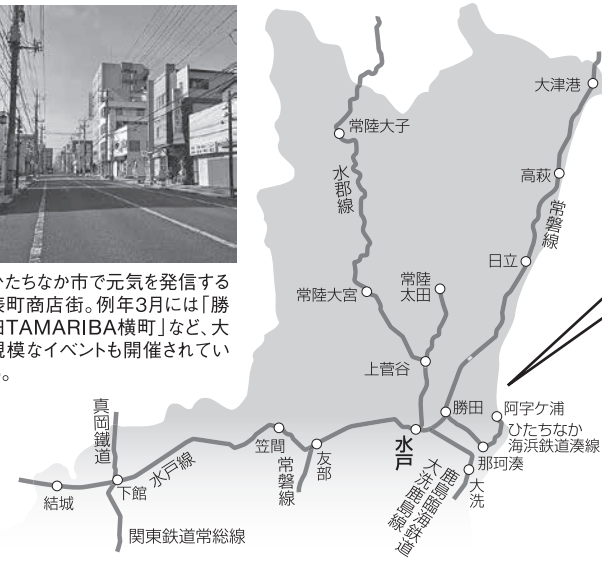 ひたちなか市で元気を発信する
表町商店街。例年3月には「勝
田TAMARIBA横町」など、大
規模なイベントも開催されてい
る。
大津港
常陸大子
水郡線
高萩
常磐線
日立
常陸大宮
常陸
太田
上菅谷
勝田
阿字ケ浦
ひたちなか
海浜鉄道湊線
那珂湊
水戸
大洗
鹿島臨海鉄道
大洗鹿島線
真岡鐵道
水戸線
笠間
常磐線
友部
結城
下館
関東鉄道常総線